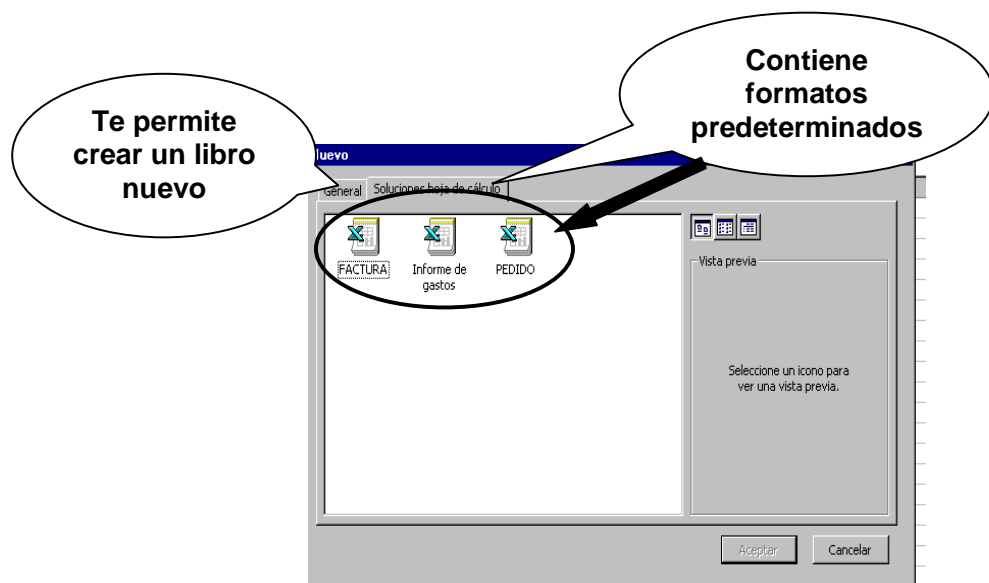 Contiene
formatos
predeterminados
Te permite
crear un libro
nuevo
luevo
General Soluciones hoja de cálculo
FACTURA Informe de PEDIDO
gastos
Vista previa
Seleccione un icono para
ver una vista previa.
Aceptar Cancelar